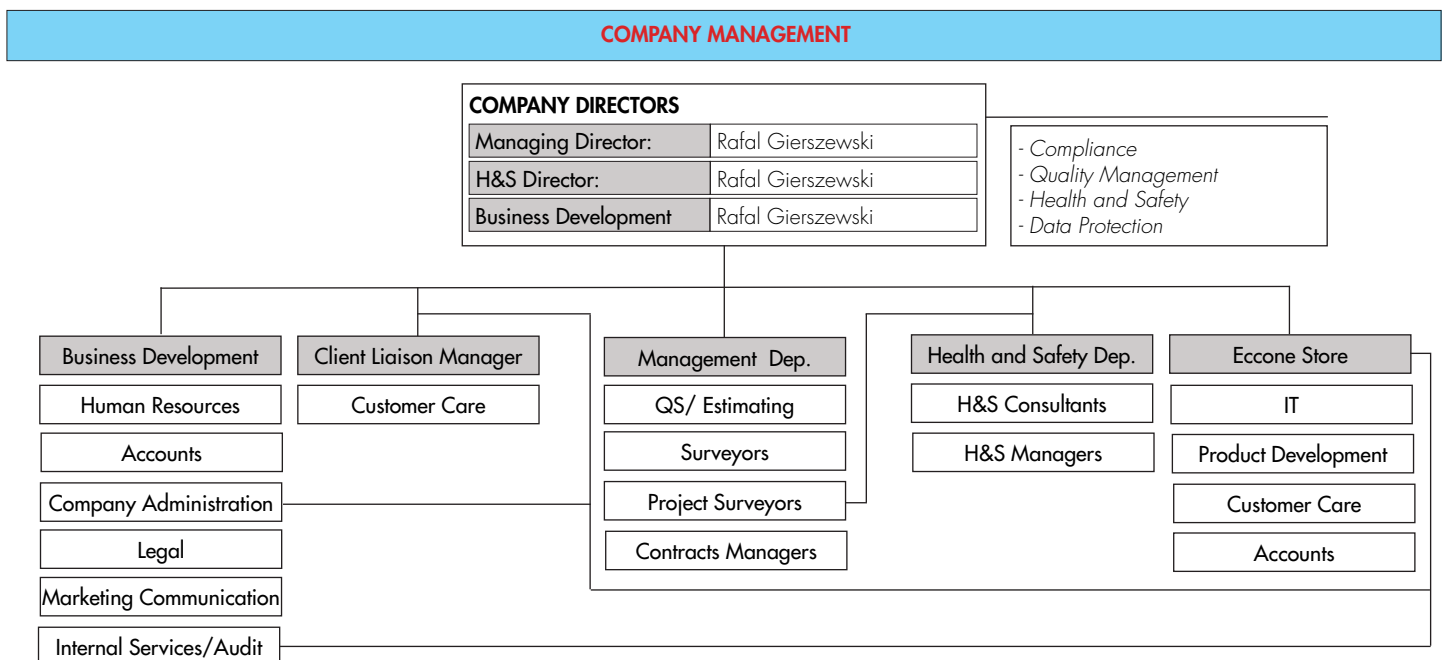 COMPANY MANAGEMENT
COMPANY DIRECTORS
Managing Director: Rafal Gierszewski
H&S Director: Rafal Gierszewski
Business Development Rafal Gierszewski
- Compliance
- Quality Management
- Health and Safety
- Data Protection
Business Development
Human Resources
Accounts
Company Administration
Legal
Marketing Communication
Internal Services/Audit
Client Liaison Manager
Customer Care
Management Dep.
QS/ Estimating
Surveyors
Project Surveyors
Contracts Managers
Health and Safety Dep.
H&S Consultants
H&S Managers
Eccone Store
IT
Product Development
Customer Care
Accounts